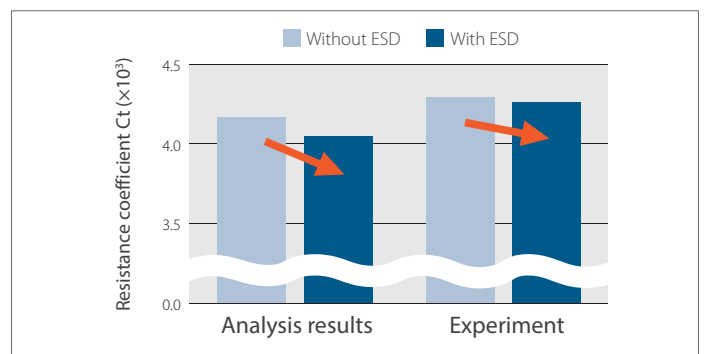 Without ESD
With ESD
Resistance coefficient Ct (×10³)
4.5
4.0
3.5
0.0
Analysis results
Experiment